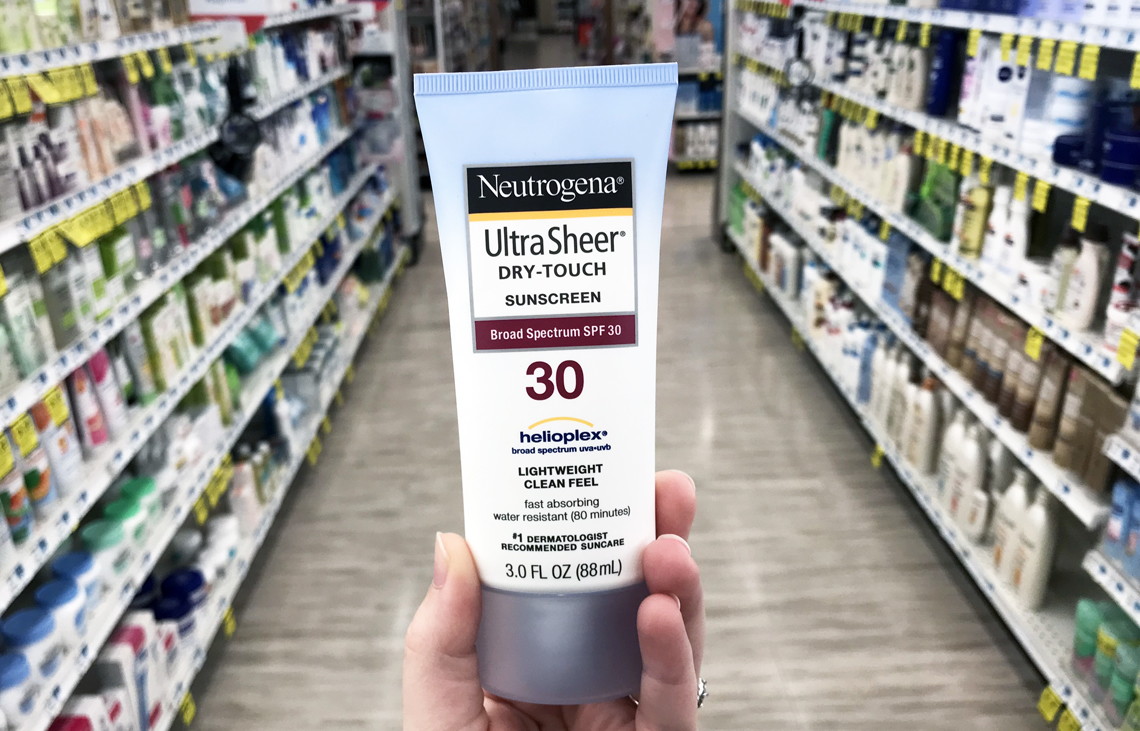 Neutrogena®
Ultra Sheer®
DRY-TOUCH
SUNSCREEN
Broad Spectrum SPF 30
30
helioplex®
broad spectrum uva•uvb
LIGHTWEIGHT
CLEAN FEEL
fast absorbing
water resistant (80 minutes)
#1 DERMATOLOGIST
RECOMMENDED SUNCARE
3.0 FL OZ (88mL)